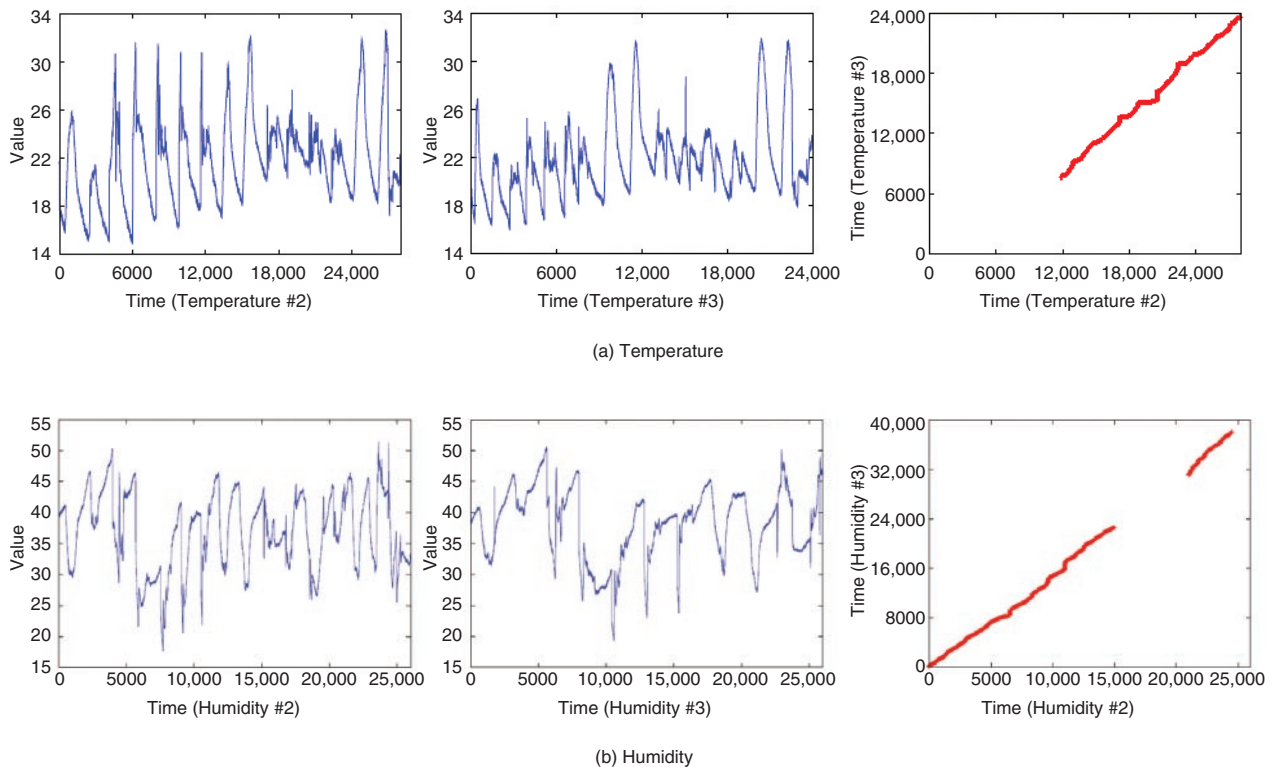 34
30
26
22
18
14
Value
0 6000 12,000 18,000 24,000
Time (Temperature #2)
34
30
26
22
18
14
Value
0 6000 12,000 18,000 24,000
Time (Temperature #3)
24,000
18,000
12,000
6000
0
Time (Temperature #3)
0 6000 12,000 18,000 24,000
Time (Temperature #2)
(a) Temperature
55
50
45
40
35
30
25
20
15
Value
0 5000 10,000 15,000 20,000 25,000
Time (Humidity #2)
55
50
45
40
35
30
25
20
15
Value
0 5000 10,000 15,000 20,000 25,000
Time (Humidity #3)
40,000
32,000
24,000
16,000
8000
0
Time (Humidity #3)
0 5000 10,000 15,000 20,000 25,000
Time (Humidity #2)
(b) Humidity